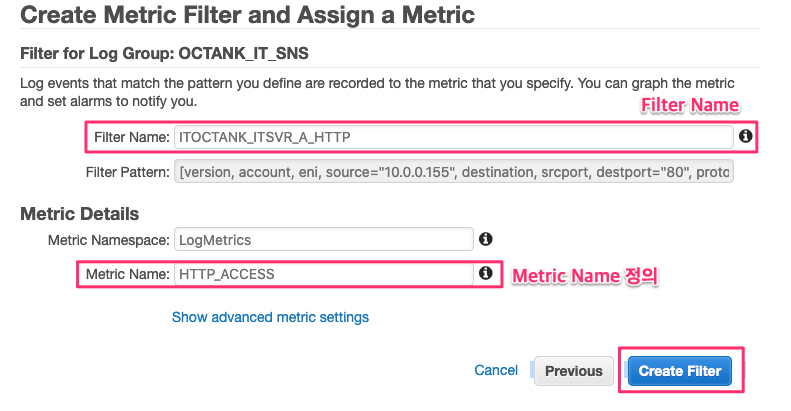 Create Metric Filter and Assign a Metric
Filter for Log Group: OCTANK_IT_SNS
Log events that match the pattern you define are recorded to the metric that you specify. You can graph the metric
and set alarms to notify you.
Filter Name
Filter Name: ITOCTANK_ITSVR_A_HTTP
Filter Pattern: [version, account, eni, source="10.0.0.155", destination, srcport, destport="80", proto
Metric Details
Metric Namespace: LogMetrics
Metric Name: HTTP_ACCESS
Metric Name 정의
Show advanced metric settings
Cancel Previous Create Filter